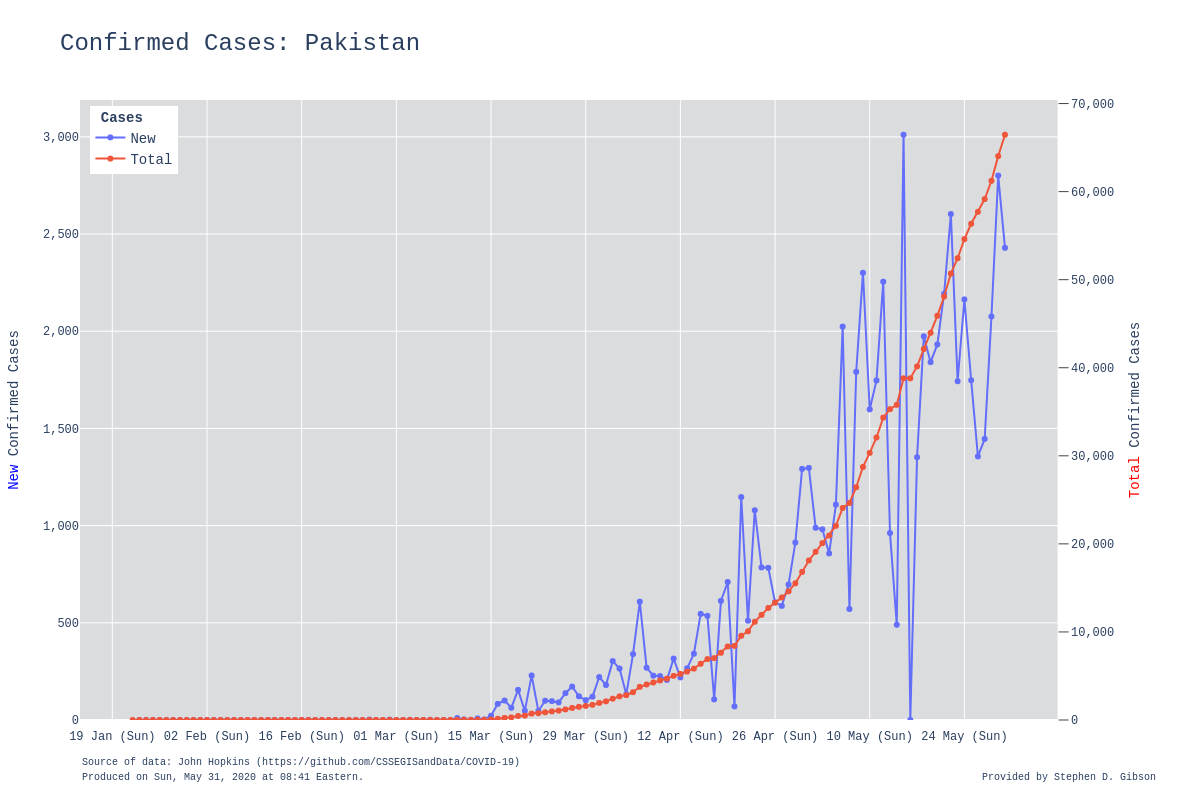 Confirmed Cases: Pakistan
Cases
New
Total
3,000
2,500
2,000
1,500
1,000
500
0
70,000
60,000
50,000
40,000
30,000
20,000
10,000
0
New Confirmed Cases
Total Confirmed Cases
19 Jan (Sun) 02 Feb (Sun) 16 Feb (Sun) 01 Mar (Sun) 15 Mar (Sun) 29 Mar (Sun) 12 Apr (Sun) 26 Apr (Sun) 10 May (Sun) 24 May (Sun)
Source of data: John Hopkins (https://github.com/CSSEGISandData/COVID-19)
Produced on Sun, May 31, 2020 at 08:41 Eastern.
Provided by Stephen D. Gibson